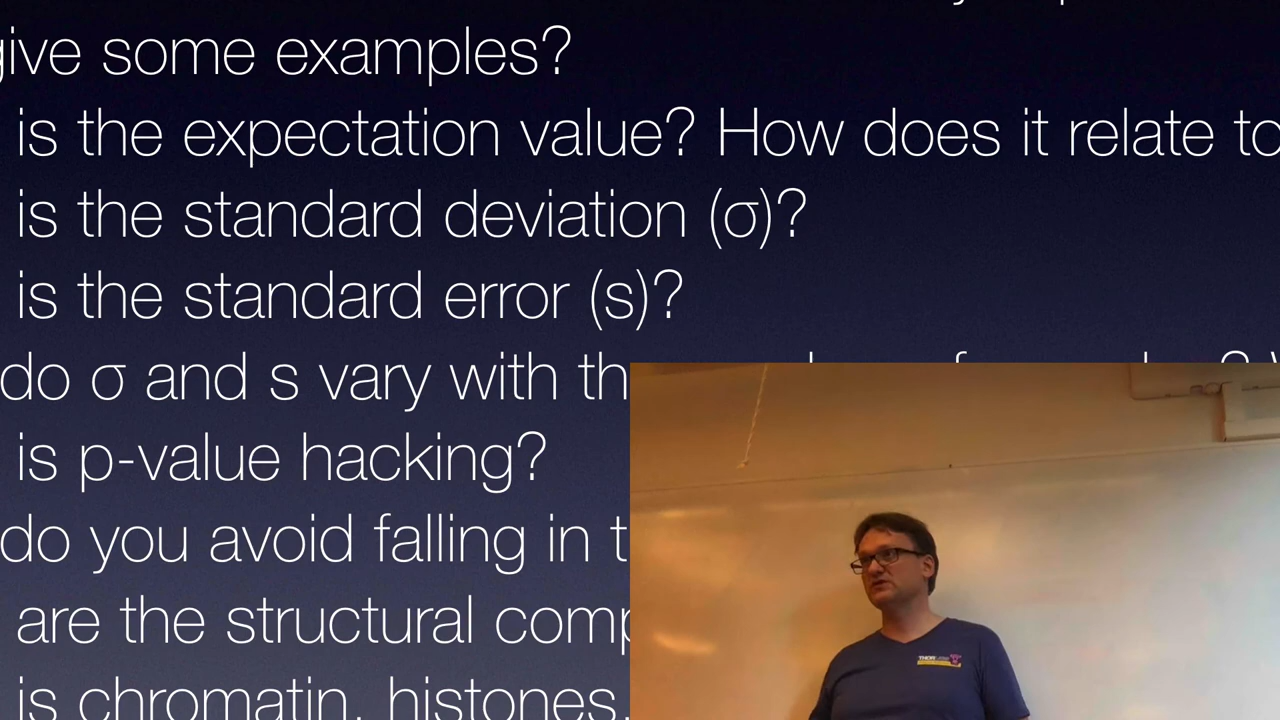 give some examples?
is the expectation value? How does it relate to
is the standard deviation (σ)?
is the standard error (s)?
do σ and s vary with
is p-value hacking?
do you avoid falling in
are the structural
is chromatin, histones,
THOR